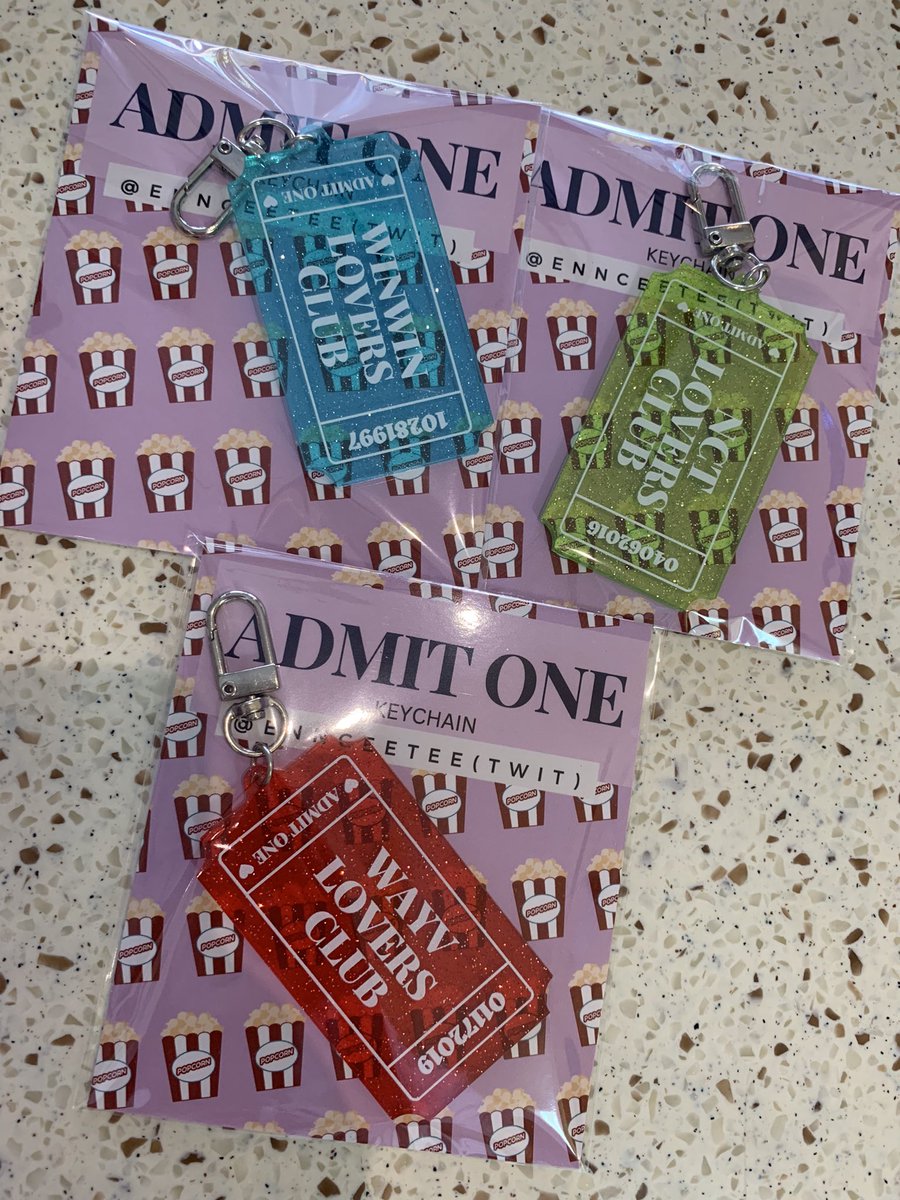 ADMIT ONE
@ENNCEETEE(TWIT)
ADMIT ONE
WINWIN
LOVERS
CLUB
10281997
ADMIT ONE
KEYCHAIN
@ENNCEETEE(TWIT)
ADMIT ONE
NCT
LOVERS
CLUB
04062016
ADMIT ONE
KEYCHAIN
@ENNCEETEE(TWIT)
ADMIT ONE
WAYV
LOVERS
CLUB
01172019
POPCORN